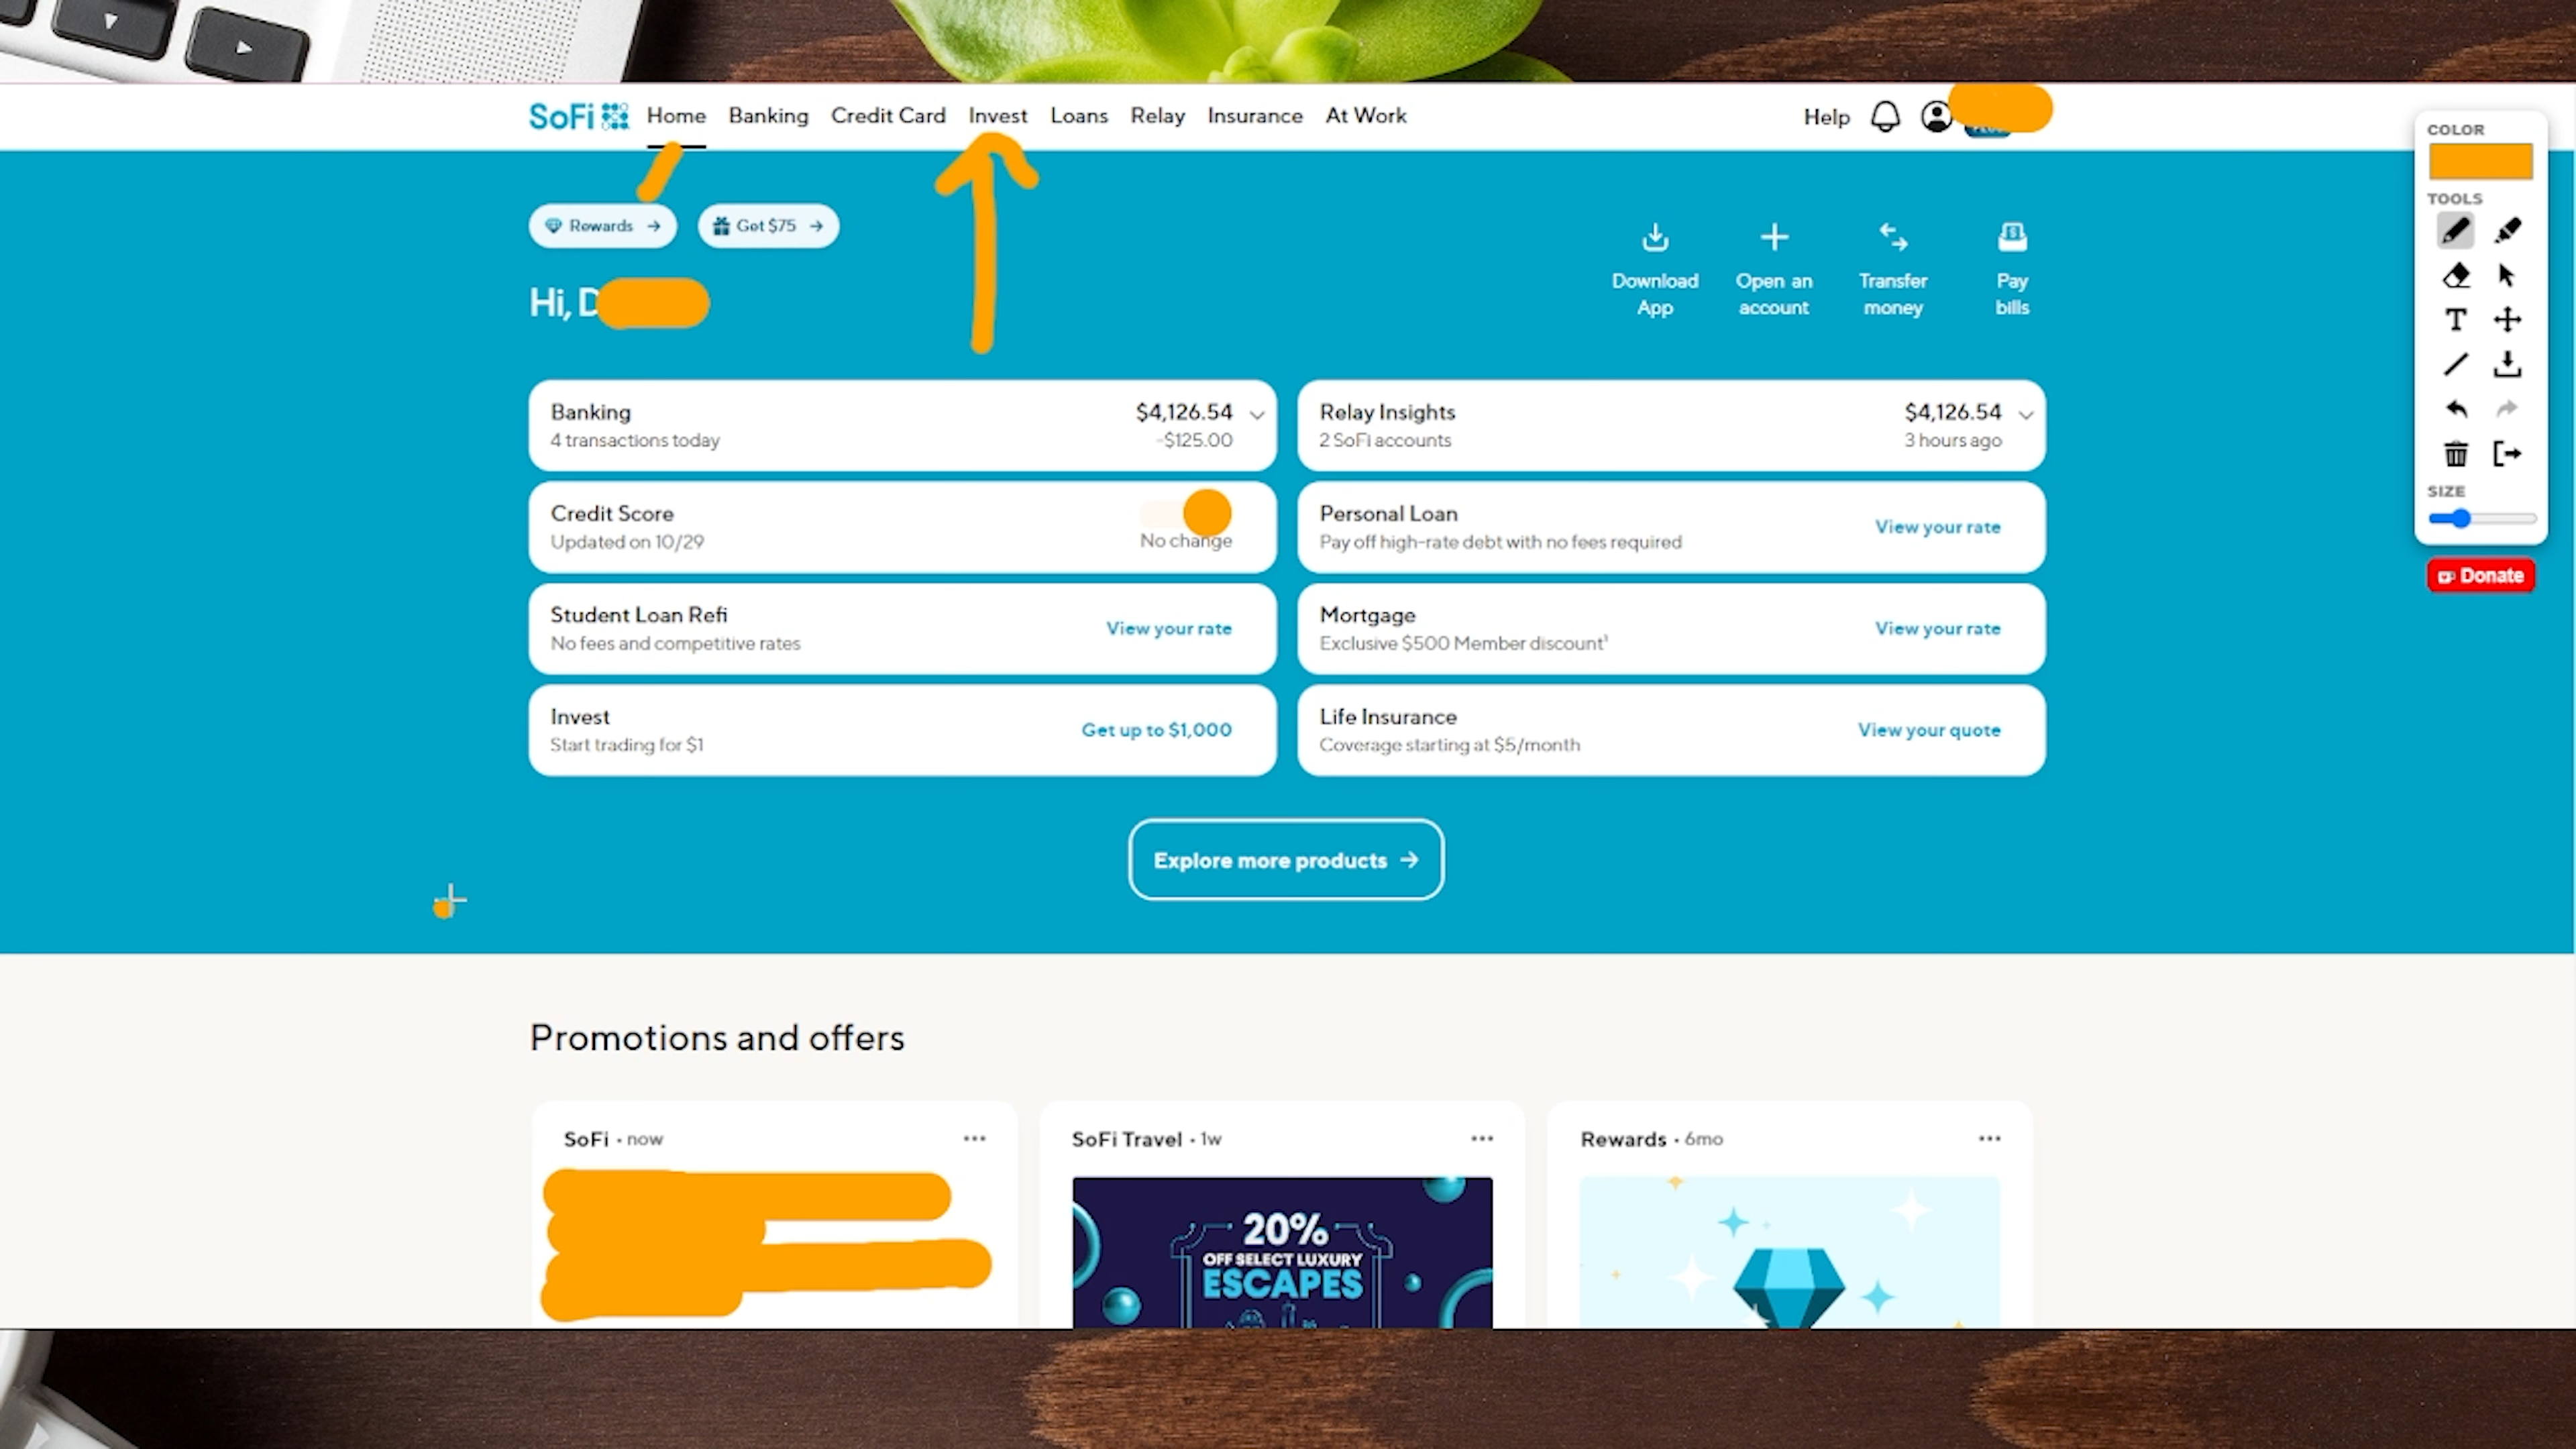 SoFi Home Banking Credit Card Invest Loans Relay Insurance At Work Help
COLOR
TOOLS
SIZE
Donate
Rewards →
Get $75 →
Hi, D
Download App
Open an account
Transfer money
Pay bills
Banking $4,126.54
4 transactions today -$125.00
Relay Insights $4,126.54
2 SoFi accounts 3 hours ago
Credit Score
Updated on 10/29 No change
Personal Loan
Pay off high-rate debt with no fees required View your rate
Student Loan Refi
No fees and competitive rates View your rate
Mortgage
Exclusive $500 Member discount¹ View your rate
Invest
Start trading for $1 Get up to $1,000
Life Insurance
Coverage starting at $5/month View your quote
Explore more products →
Promotions and offers
SoFi · now
SoFi Travel · 1w
20%
OFF SELECT LUXURY
ESCAPES
Rewards · 6mo